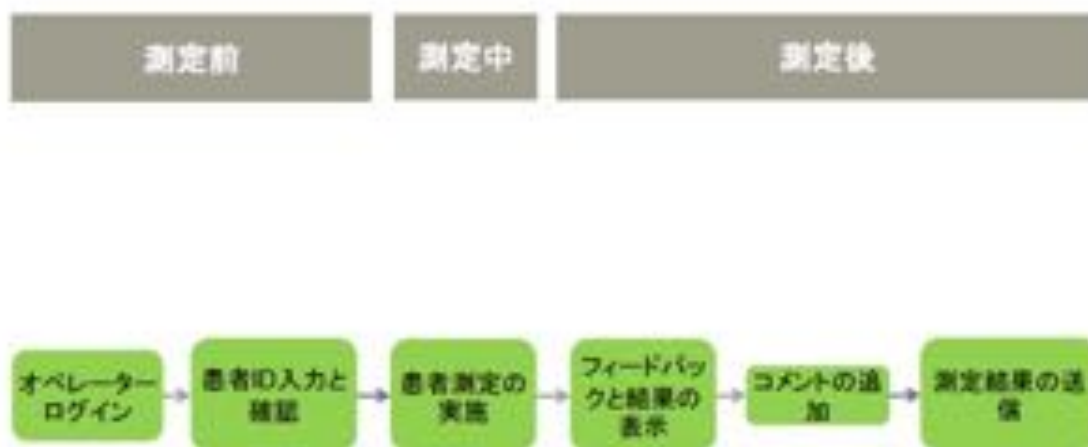 測定前
測定中
測定後
オペレーター
ログイン
患者ID入力と
確認
患者測定の
実施
フィードバッ
クと結果の
表示
コメントの追
加
測定結果の送
信